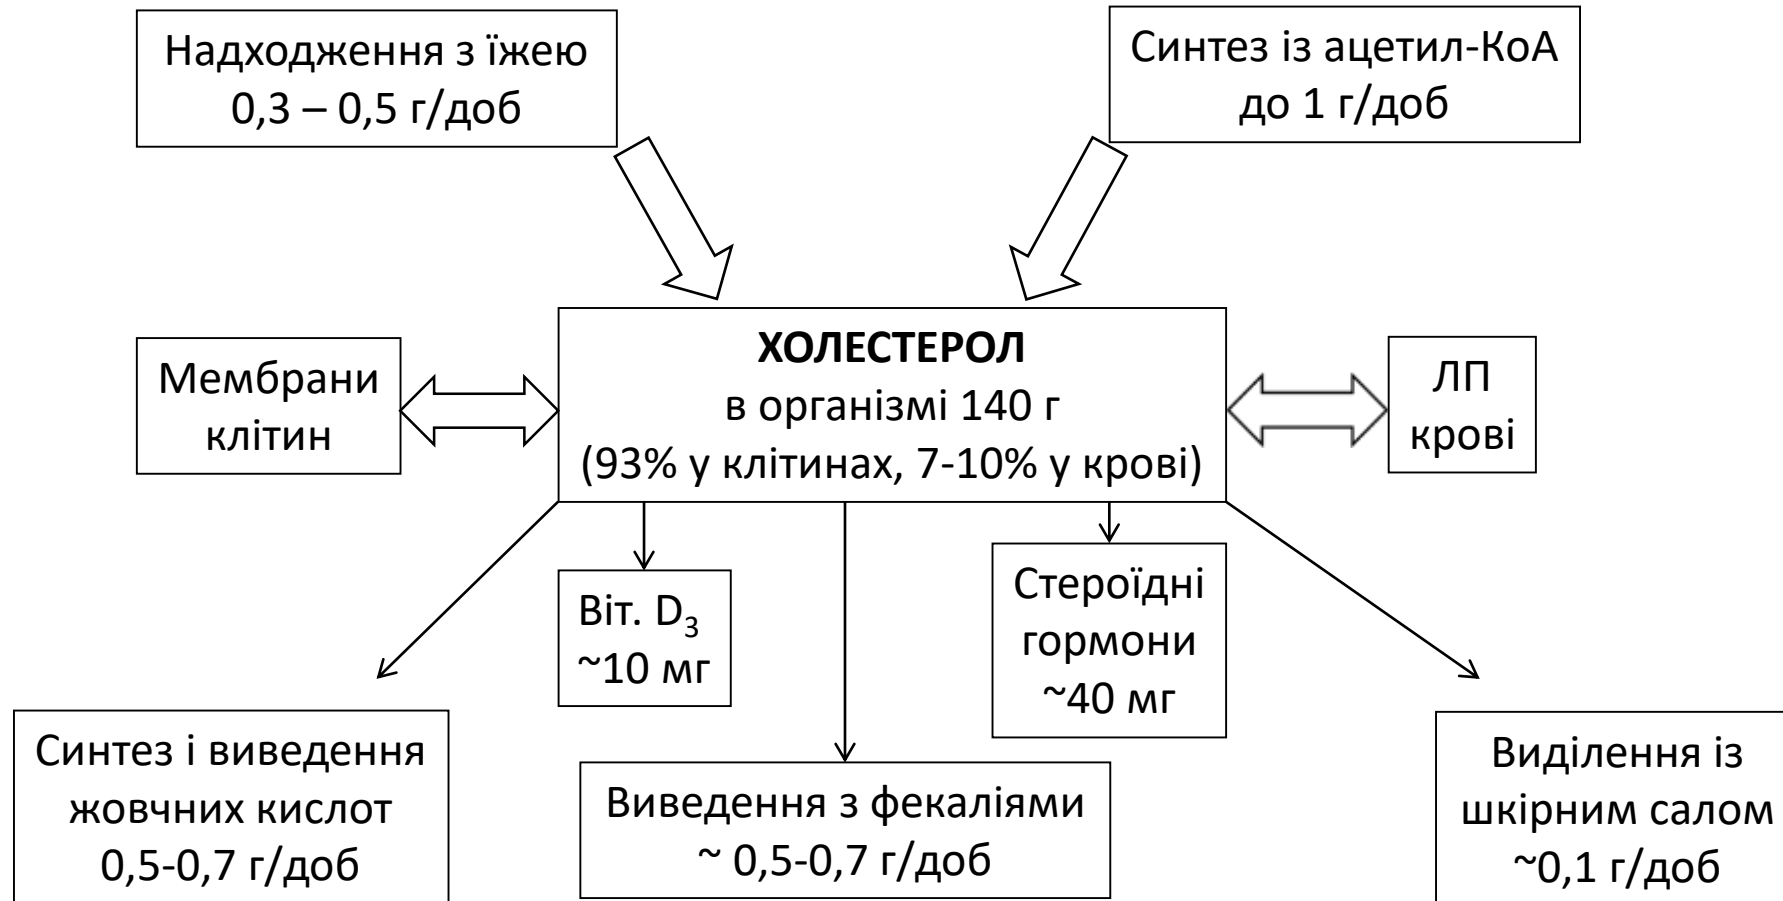 Надходження з їжею
0,3 – 0,5 г/доб
Синтез із ацетил-КоА
до 1 г/доб
Мембрани
клітин
ХОЛЕСТЕРОЛ
в організмі 140 г
(93% у клітинах, 7-10% у крові)
ЛП
крові
Віт. D₃
~10 мг
Стероїдні
гормони
~40 мг
Синтез і виведення
жовчних кислот
0,5-0,7 г/доб
Виведення з фекаліями
~ 0,5-0,7 г/доб
Виділення із
шкірним салом
~0,1 г/доб